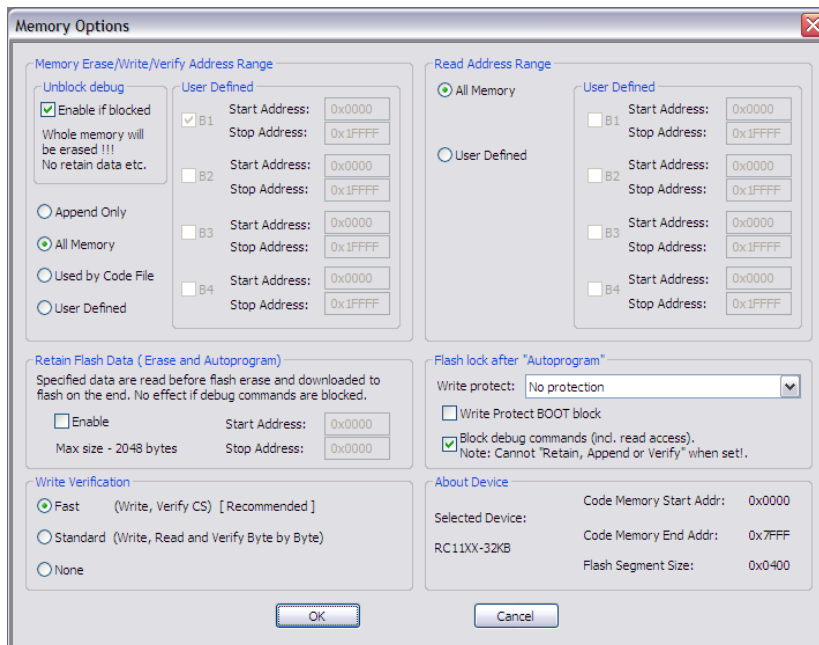 Memory Options
Memory Erase/Write/Verify Address Range
Unblock debug
Enable if blocked
Whole memory will
be erased !!!
No retain data etc.
Append Only
All Memory
Used by Code File
User Defined
User Defined
B1
Start Address: 0x0000
Stop Address: 0x1FFFF
B2
Start Address: 0x0000
Stop Address: 0x1FFFF
B3
Start Address: 0x0000
Stop Address: 0x1FFFF
B4
Start Address: 0x0000
Stop Address: 0x1FFFF
Read Address Range
All Memory
User Defined
User Defined
B1
Start Address: 0x0000
Stop Address: 0x1FFFF
B2
Start Address: 0x0000
Stop Address: 0x1FFFF
B3
Start Address: 0x0000
Stop Address: 0x1FFFF
B4
Start Address: 0x0000
Stop Address: 0x1FFFF
Retain Flash Data ( Erase and Autoprogram)
Specified data are read before flash erase and downloaded to
flash on the end. No effect if debug commands are blocked.
Enable
Max size - 2048 bytes
Start Address: 0x0000
Stop Address: 0x0000
Flash lock after "Autoprogram"
Write protect: No protection
Write Protect BOOT block
Block debug commands (incl. read access).
Note: Cannot "Retain, Append or Verify" when set!.
Write Verification
Fast (Write, Verify CS) [ Recommended ]
Standard (Write, Read and Verify Byte by Byte)
None
About Device
Selected Device:
RC11XX-32KB
Code Memory Start Addr: 0x0000
Code Memory End Addr: 0x7FFF
Flash Segment Size: 0x0400
OK
Cancel